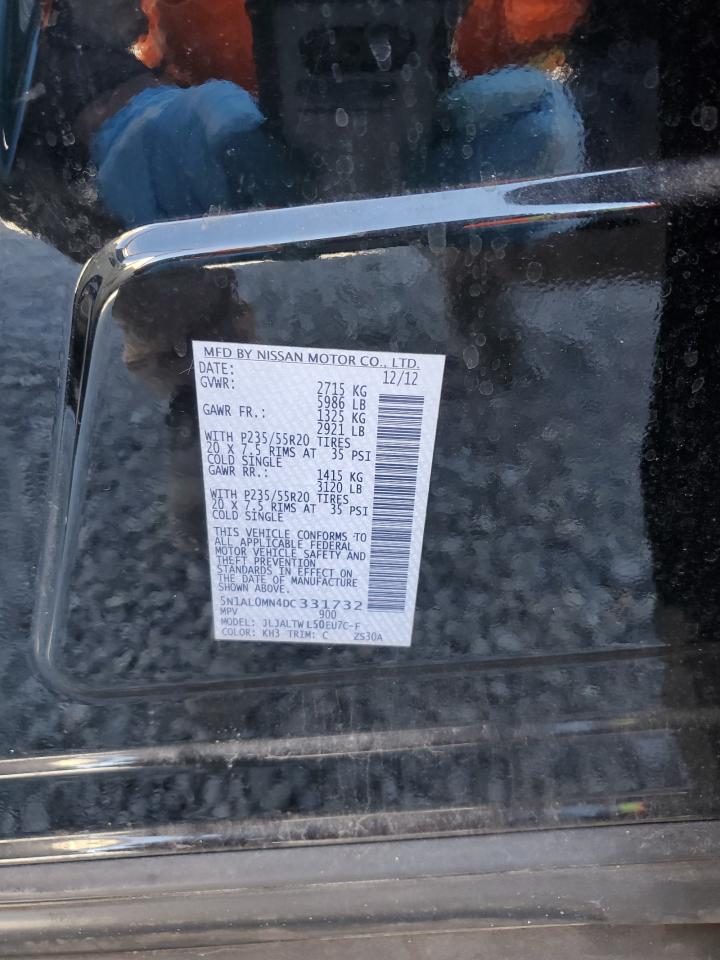 MFD BY NISSAN MOTOR CO., LTD.
DATE: 12/12
GVWR: 2715 KG
5986 LB
GAWR FR.: 1325 KG
2921 LB
WITH P235/55R20 TIRES
20 X 7.5 RIMS AT 35 PSI
COLD SINGLE
GAWR RR.: 1415 KG
3120 LB
WITH P235/55R20 TIRES
20 X 7.5 RIMS AT 35 PSI
COLD SINGLE
THIS VEHICLE CONFORMS TO
ALL APPLICABLE FEDERAL
MOTOR VEHICLE SAFETY AND
THEFT PREVENTION
STANDARDS IN EFFECT ON
THE DATE OF MANUFACTURE
SHOWN ABOVE.
5N1AL0MN4DC331732
MPV 900
MODEL: JLJALTW L50EU7C-F
COLOR: KH3 TRIM: C ZS30A